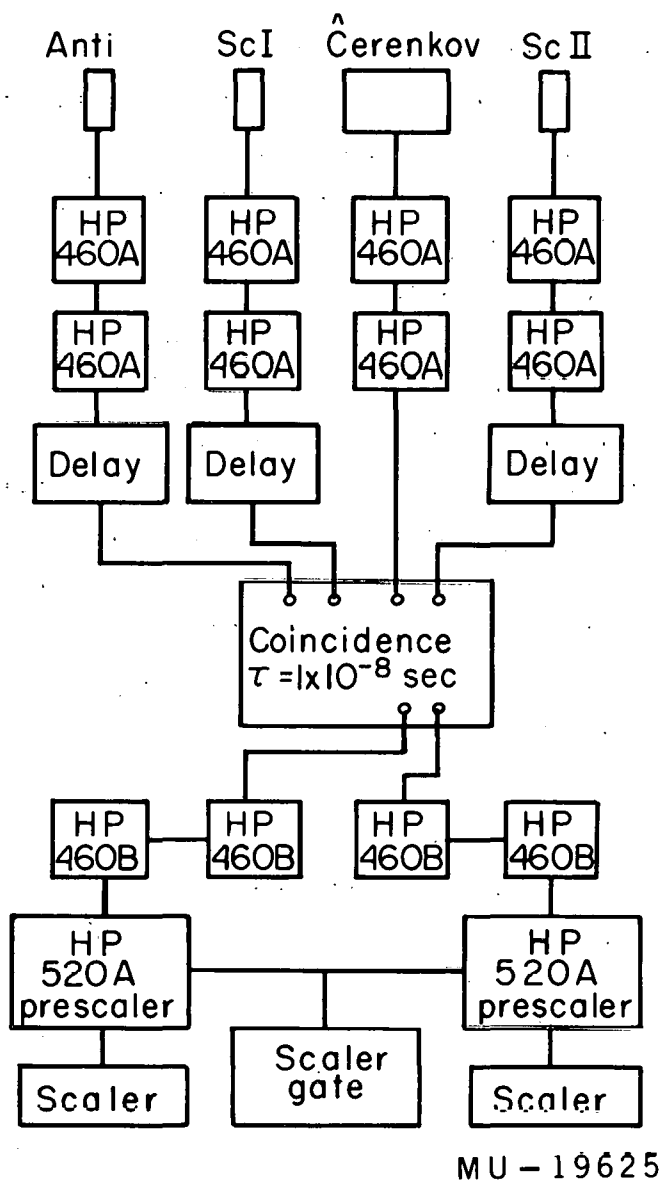 Anti ScI Ĉerenkov ScII
HP HP HP HP
460A 460A 460A 460A
HP HP HP HP
460A 460A 460A 460A
Delay Delay Delay
Coincidence
τ = 1x10⁻⁸ sec
HP HP HP HP
460B 460B 460B 460B
HP HP
520A 520A
prescaler prescaler
Scaler
gate
Scaler Scaler
MU – 19625